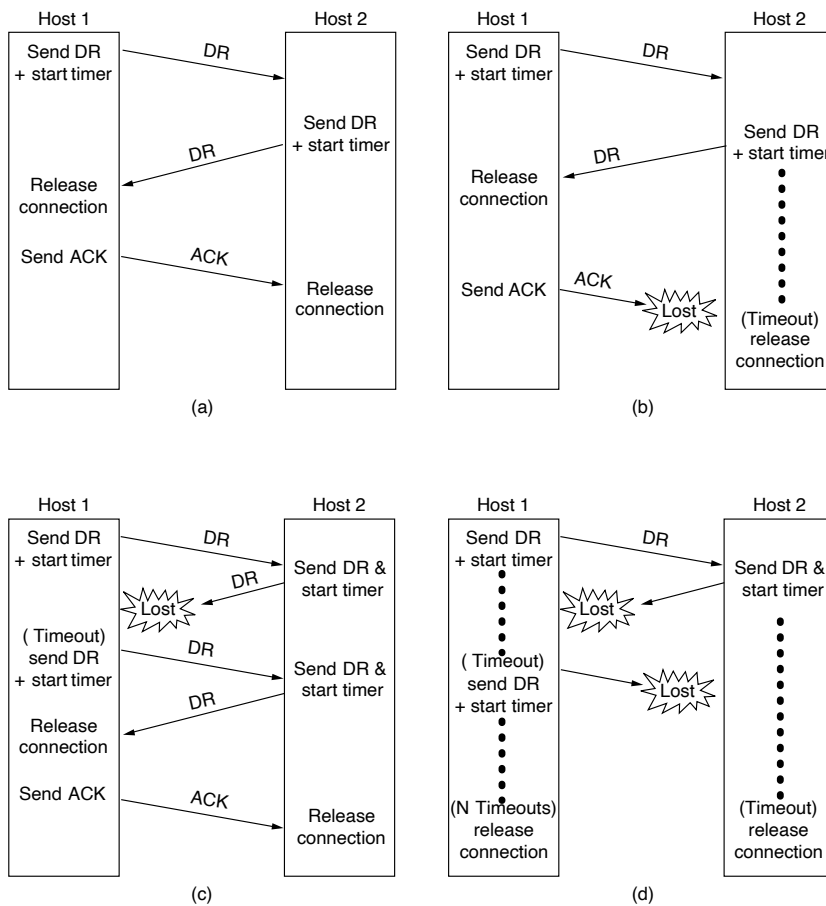 Host 1
Host 2
Send DR
+ start timer
DR
Send DR
+ start timer
DR
Release
connection
Send ACK
ACK
Release
connection
(a)
Host 1
Host 2
Send DR
+ start timer
DR
Send DR
+ start timer
DR
Release
connection
Send ACK
ACK
Lost
(Timeout)
release
connection
(b)
Host 1
Host 2
Send DR
+ start timer
DR
Send DR &
start timer
DR
Lost
( Timeout)
send DR
+ start timer
DR
Send DR &
start timer
DR
Release
connection
Send ACK
ACK
Release
connection
(c)
Host 1
Host 2
Send DR
+ start timer
DR
Send DR &
start timer
Lost
( Timeout)
send DR
+ start timer
Lost
(N Timeouts)
release
connection
(Timeout)
release
connection
(d)